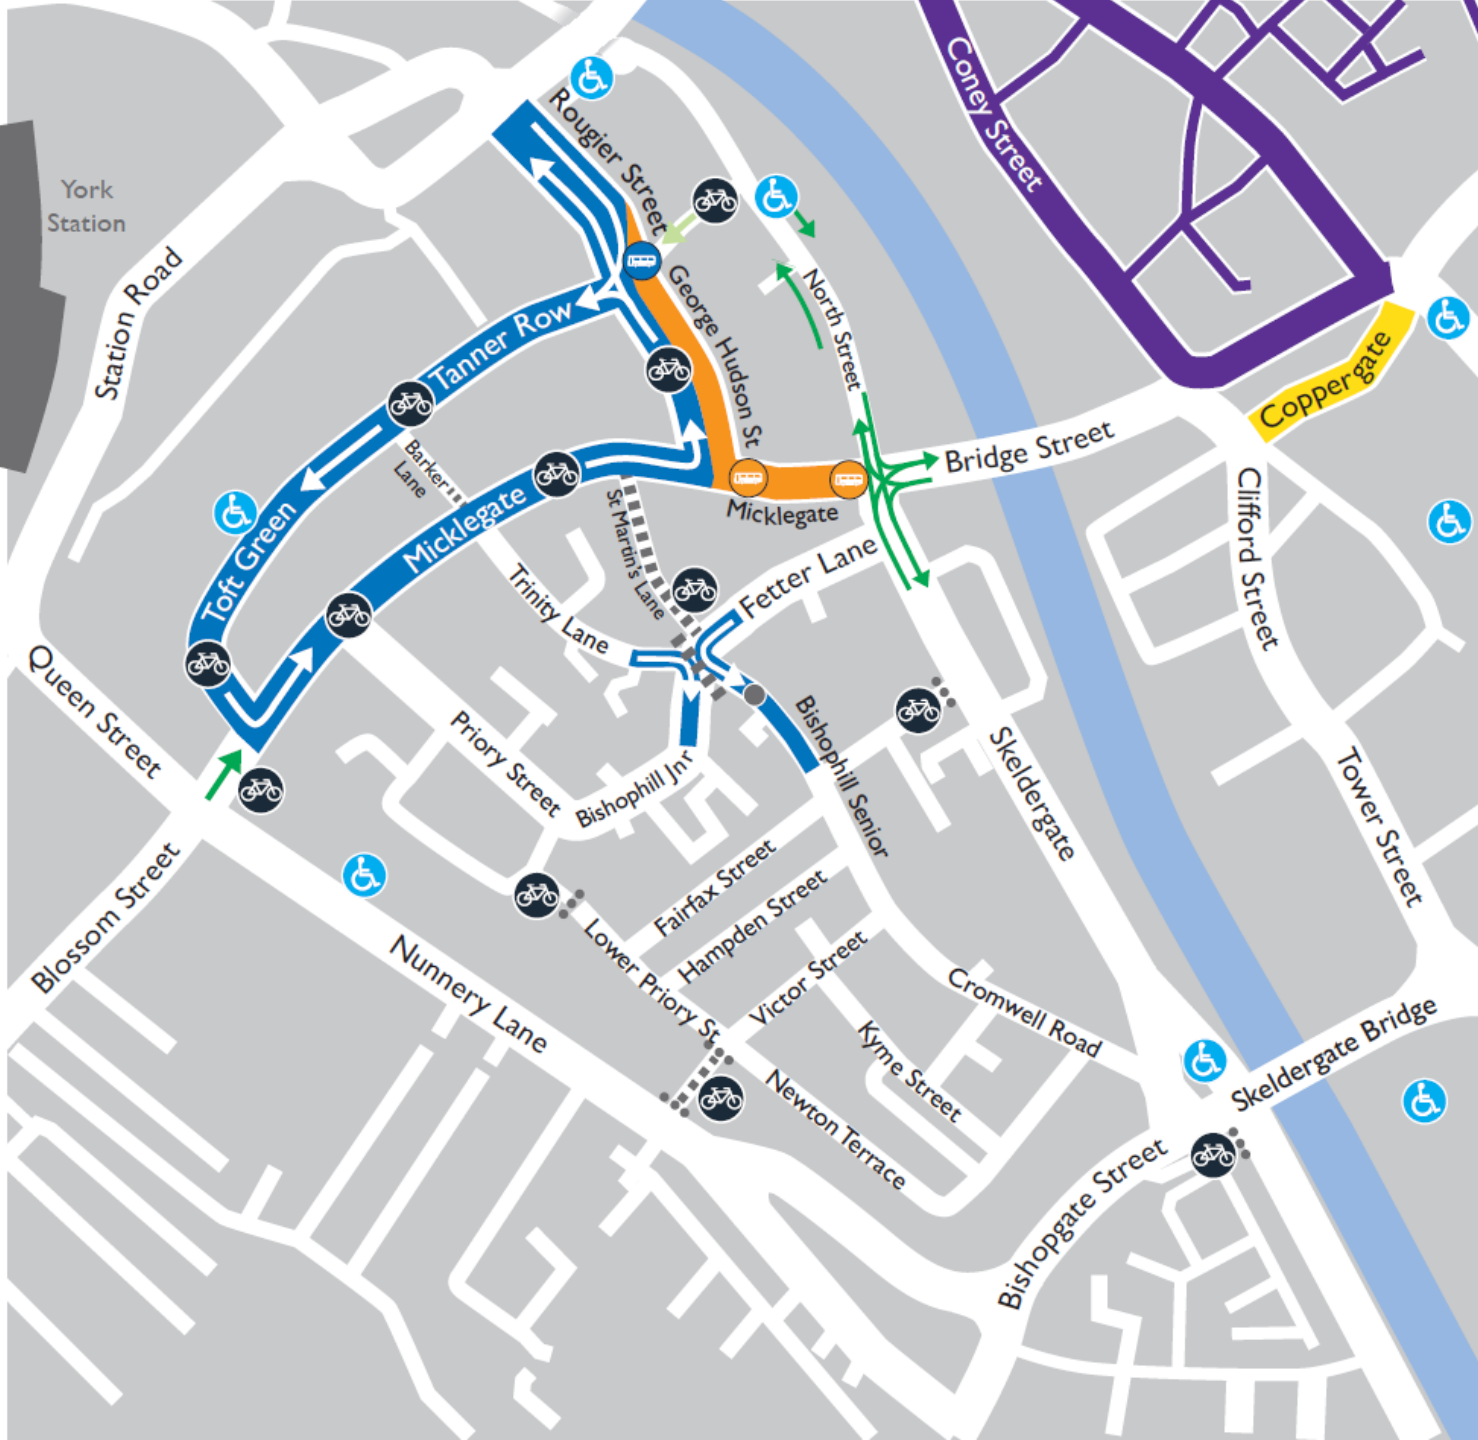 Coney Street
Rougier Street
York
Station
Station Road
North Street
George Hudson St
Tanner Row
Coppergate
Barker
Lane
Bridge Street
Micklegate
Micklegate
St Martin's Lane
Clifford Street
Toft Green
Fetter Lane
Trinity Lane
Queen Street
Priory Street
Bishophill Jnr
Bishophill Senior
Skeldergate
Tower Street
Blossom Street
Fairfax Street
Hampden Street
Nunnery Lane
Lower Priory St
Victor Street
Cromwell Road
Kyme Street
Newton Terrace
Skeldergate Bridge
Bishopgate Street